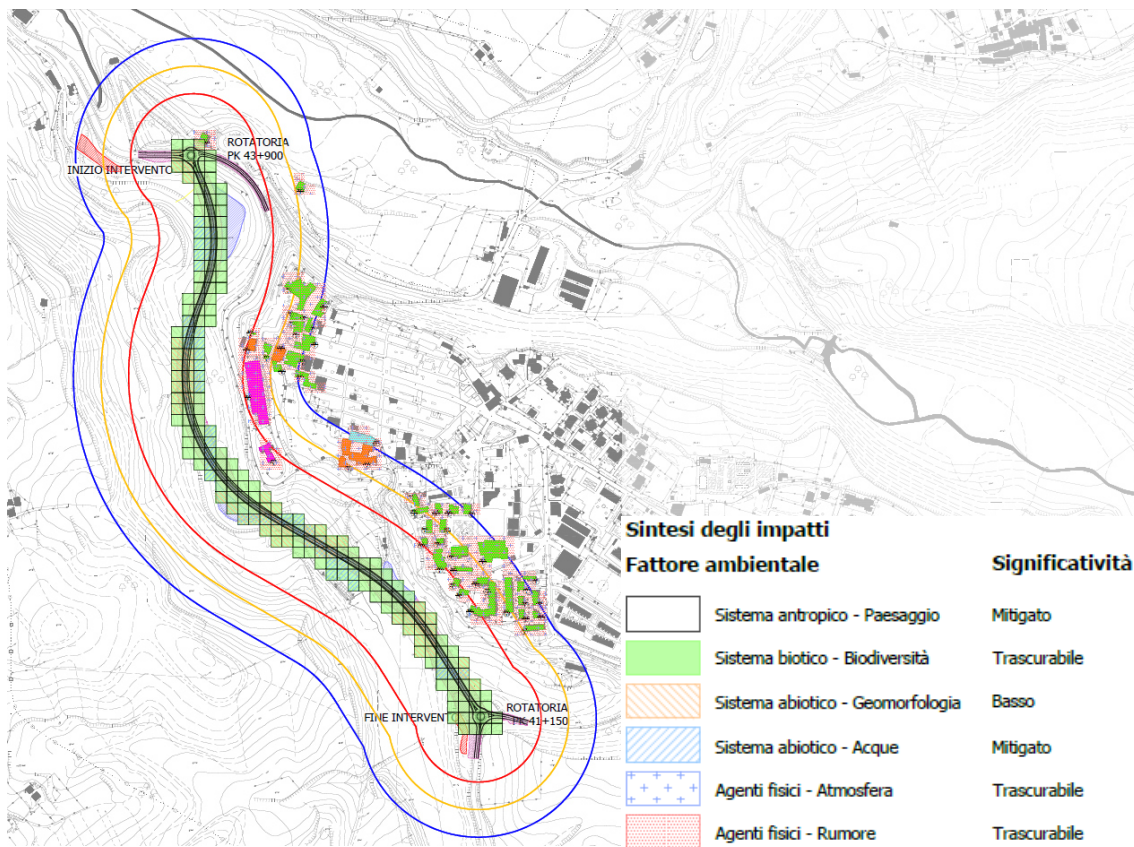 ROTATORIA
PK 43+900
INIZIO INTERVENTO
FINE INTERVENT
ROTATORIA
PK 41+150
Sintesi degli impatti
Fattore ambientale Significatività
Sistema antropico - Paesaggio Mitigato
Sistema biotico - Biodiversità Trascurabile
Sistema abiotico - Geomorfologia Basso
Sistema abiotico - Acque Mitigato
Agenti fisici - Atmosfera Trascurabile
Agenti fisici - Rumore Trascurabile